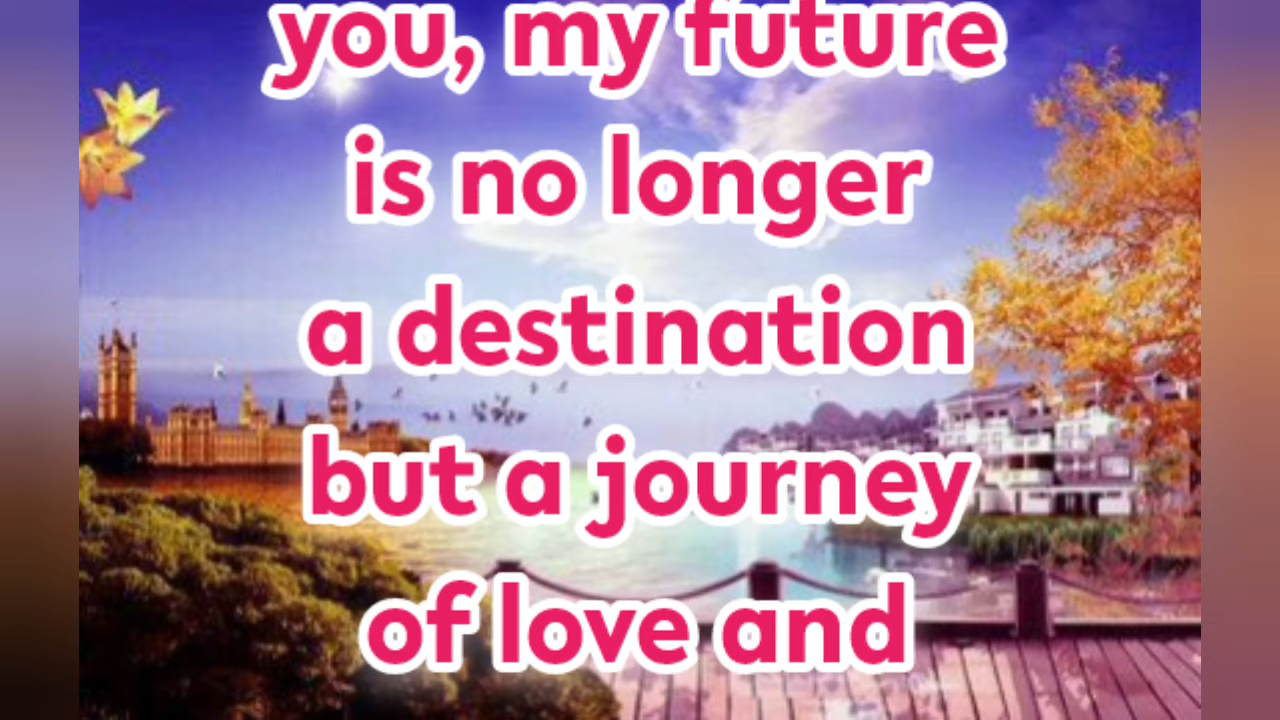 you, my future
is no longer
a destination
but a journey
of love and